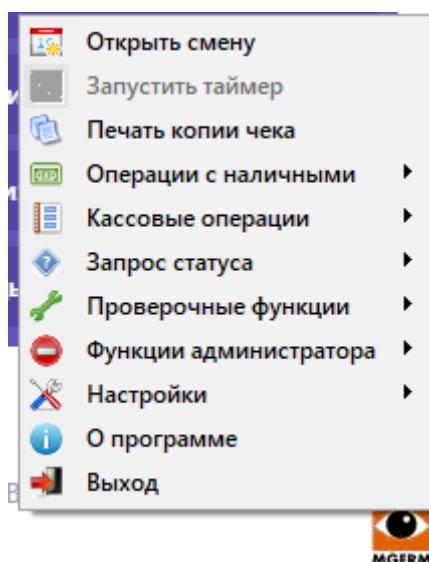 Открыть смену
Запустить таймер
Печать копии чека
Операции с наличными
Кассовые операции
Запрос статуса
Проверочные функции
Функции администратора
Настройки
О программе
Выход
MGERM